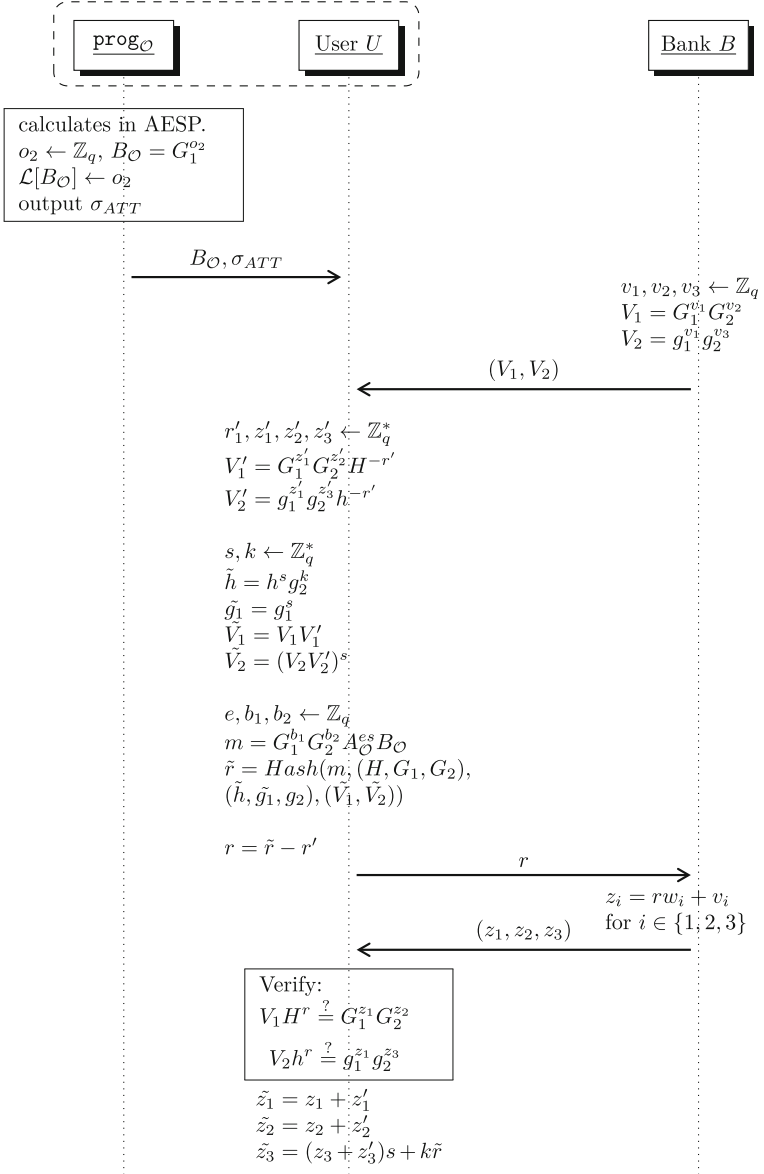 prog_𝒪
User U
Bank B
calculates in AESP.
o_2 ← ℤ_q, B_𝒪 = G_1^{o_2}
ℒ[B_𝒪] ← o_2
output σ_{ATT}
B_𝒪, σ_{ATT}
v_1, v_2, v_3 ← ℤ_q
V_1 = G_1^{v_1} G_2^{v_2}
V_2 = g_1^{v_1} g_2^{v_3}
(V_1, V_2)
r'_1, z'_1, z'_2, z'_3 ← ℤ_q^*
V'_1 = G_1^{z'_1} G_2^{z'_2} H^{-r'}
V'_2 = g_1^{z'_1} g_2^{z'_3} h^{-r'}
s, k ← ℤ_q^*
h̃ = h^s g_2^k
g̃_1 = g_1^s
Ṽ_1 = V_1 V'_1
Ṽ_2 = (V_2 V'_2)^s
e, b_1, b_2 ← ℤ_q
m = G_1^{b_1} G_2^{b_2} A_𝒪^{es} B_𝒪
r̃ = Hash(m, (H, G_1, G_2),
(h̃, g̃_1, g_2), (Ṽ_1, Ṽ_2))
r = r̃ − r'
r
z_i = rw_i + v_i
for i ∈ {1, 2, 3}
(z_1, z_2, z_3)
Verify:
V_1 H^r ≟ G_1^{z_1} G_2^{z_2}
V_2 h^r ≟ g_1^{z_1} g_2^{z_3}
z̃_1 = z_1 + z'_1
z̃_2 = z_2 + z'_2
z̃_3 = (z_3 + z'_3)s + kr̃